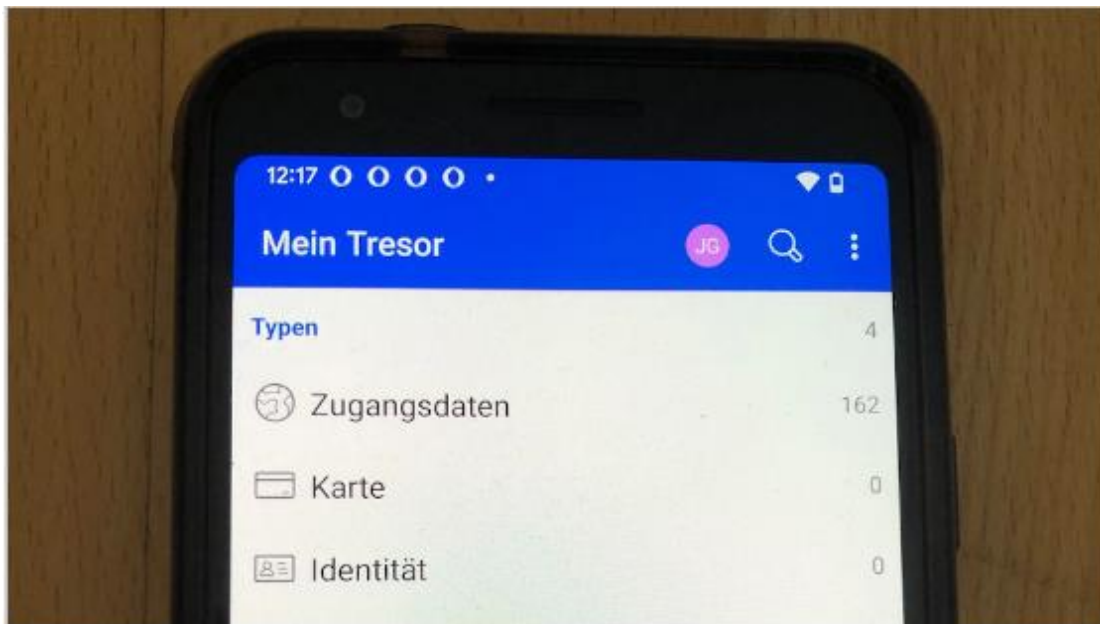 12:17
Mein Tresor JG
Typen 4
Zugangsdaten 162
Karte 0
Identität 0